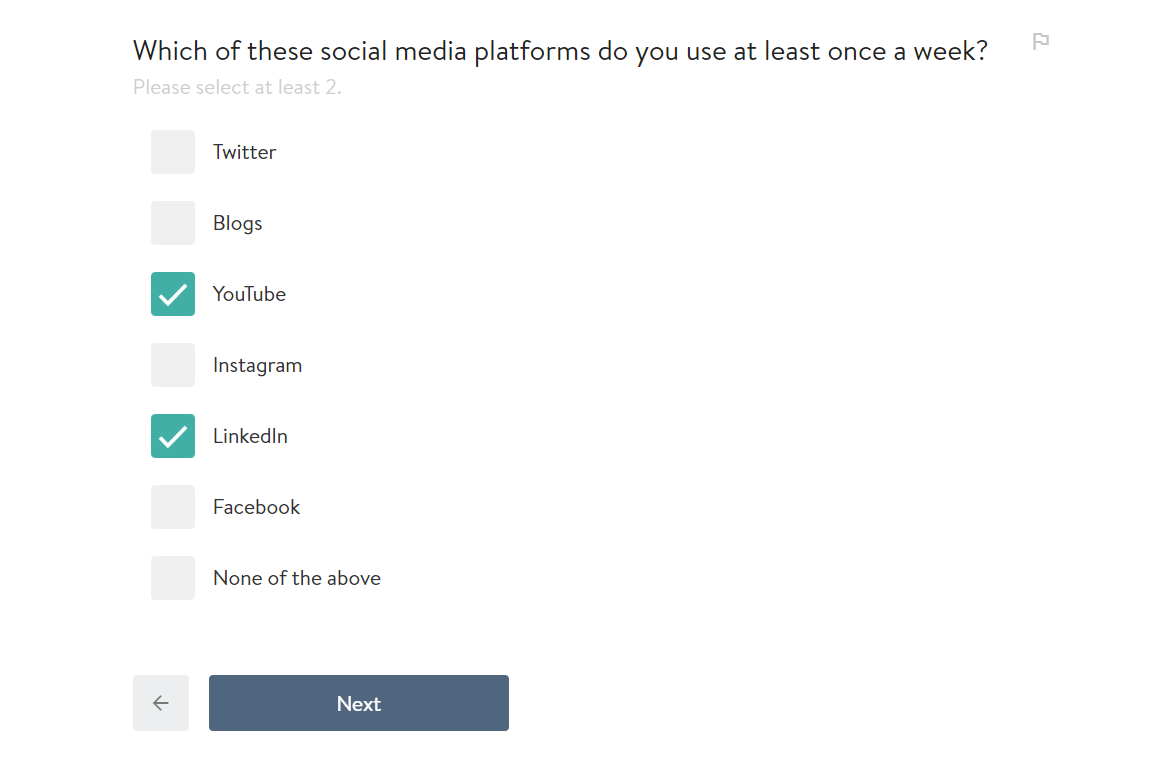 Which of these social media platforms do you use at least once a week?
Please select at least 2.
Twitter
Blogs
YouTube
Instagram
LinkedIn
Facebook
None of the above
Next